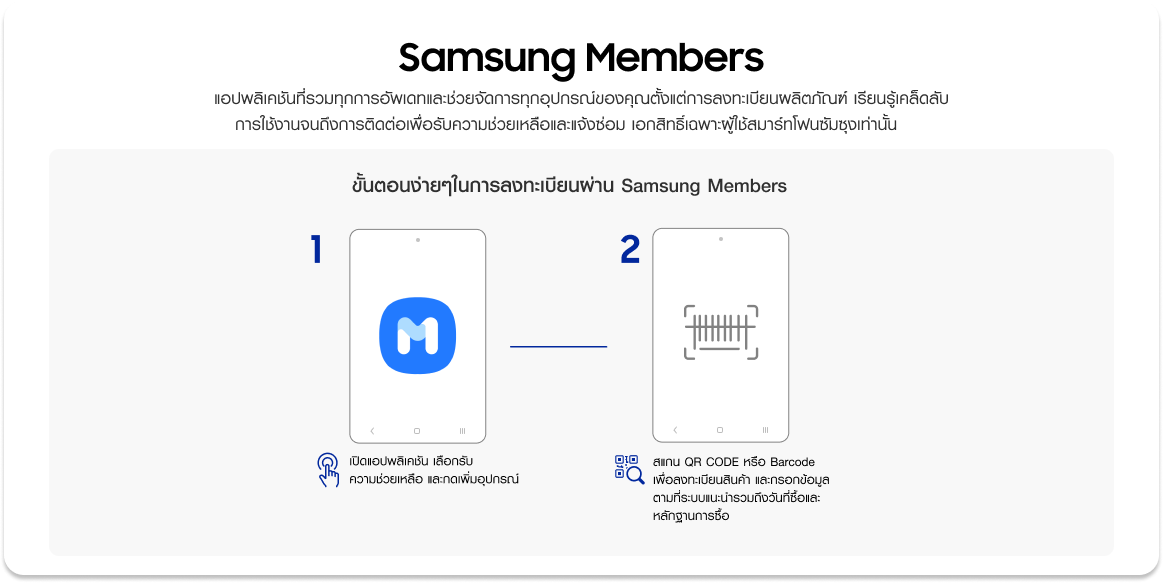 Samsung Members
แอปพลิเคชันที่รวมทุกการอัพเดทและช่วยจัดการทุกอุปกรณ์ของคุณตั้งแต่การลงทะเบียนผลิตภัณฑ์ เรียนรู้เคล็ดลับ
การใช้งานจนถึงการติดต่อเพื่อรับความช่วยเหลือและแจ้งซ่อม เอกสิทธิ์เฉพาะผู้ใช้สมาร์ทโฟนซัมซุงเท่านั้น
ขั้นตอนง่ายๆในการลงทะเบียนผ่าน Samsung Members
1
2
เปิดแอปพลิเคชัน เลือกรับ
ความช่วยเหลือ และกดเพิ่มอุปกรณ์
สแกน QR CODE หรือ Barcode
เพื่อลงทะเบียนสินค้า และกรอกข้อมูล
ตามที่ระบบแนะนำรวมถึงวันที่ซื้อและ
หลักฐานการซื้อ